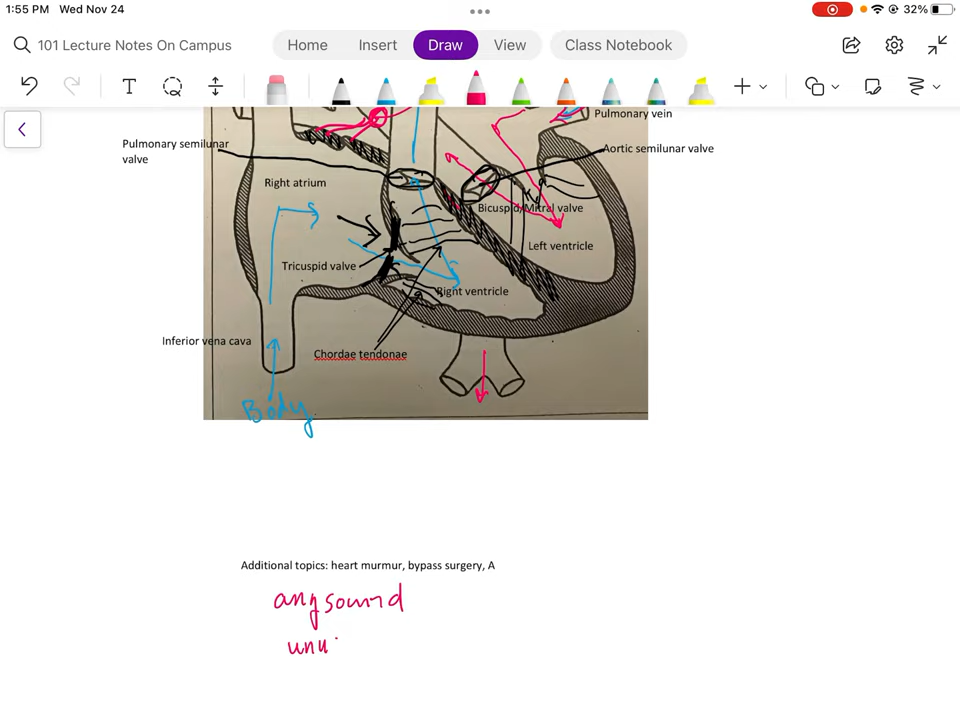 1:55 PM Wed Nov 24
32%
101 Lecture Notes On Campus
Home
Insert
Draw
View
Class Notebook
Pulmonary vein
Pulmonary semilunar
valve
Aortic semilunar valve
Right atrium
Bicuspid/Mitral valve
Left ventricle
Tricuspid valve
Right ventricle
Inferior vena cava
Chordae tendonae
Body
Additional topics: heart murmur, bypass surgery, A
any sound